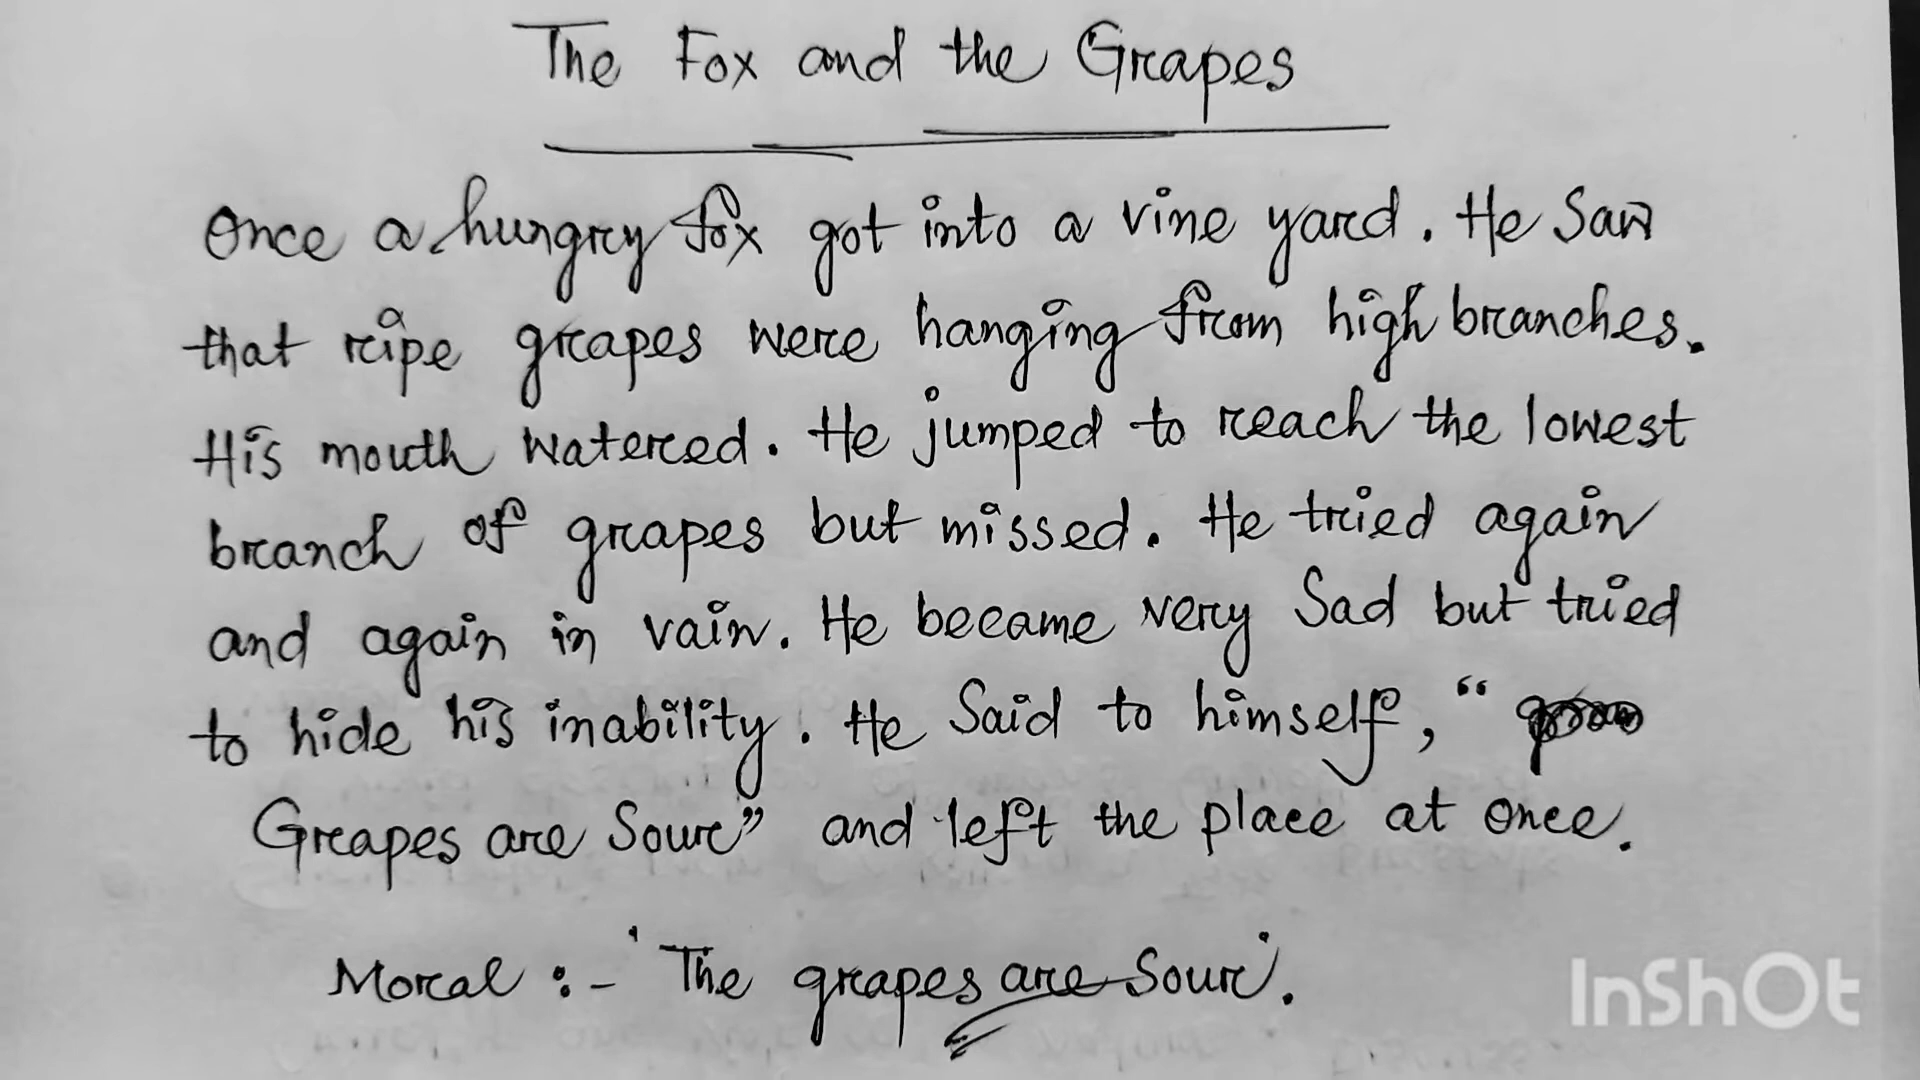 The Fox and the Grapes
Once a hungry fox got into a vine yard. He Saw
that ripe grapes were hanging from high branches.
His mouth watered. He jumped to reach the lowest
branch of grapes but missed. He tried again
and again in vain. He became very Sad but tried
to hide his inability. He Said to himself, “
Grapes are Sour” and left the place at once.
Moral :- ' The grapes are Sour'.
InShOt